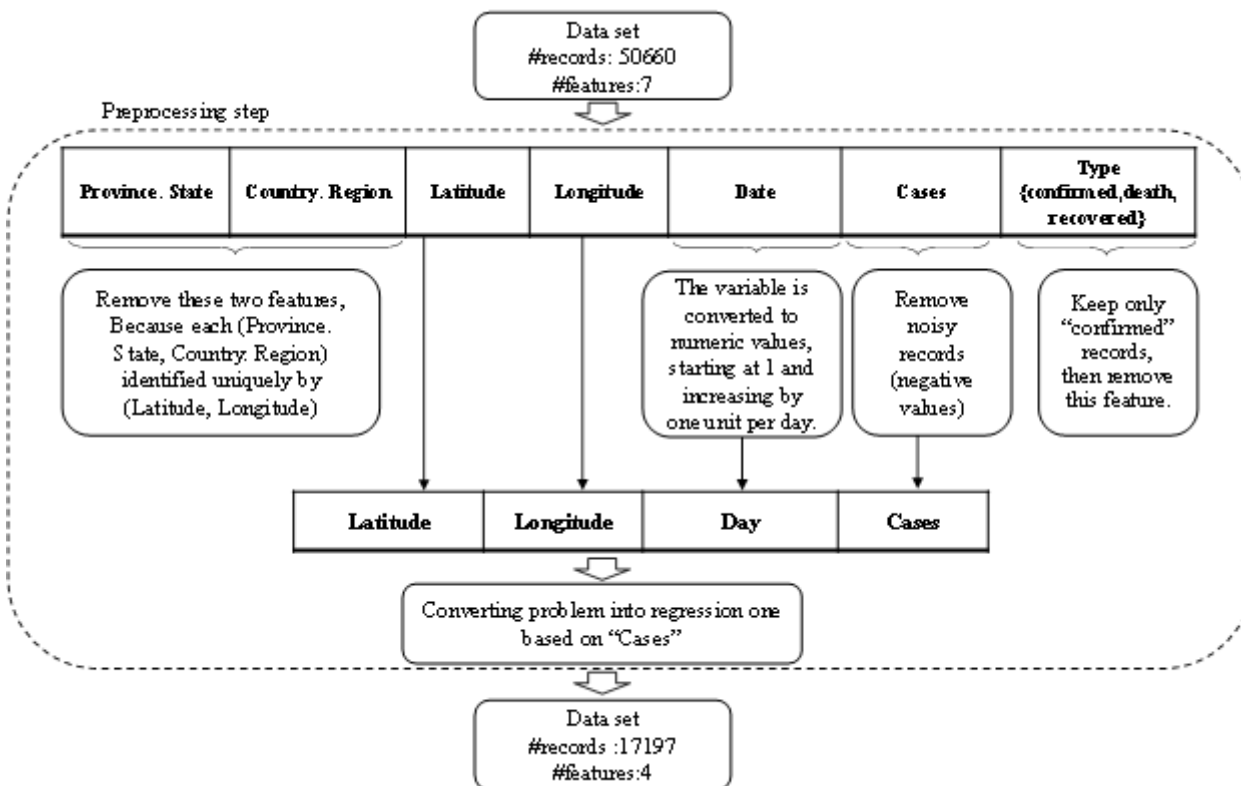 Data set
#records: 50660
#features:7
Preprocessing step
Province. State
Country. Region
Latitude
Longitude
Date
Cases
Type
{confirmed,death,
recovered}
Remove these two features,
Because each (Province.
State, Country. Region)
identified uniquely by
(Latitude, Longitude)
The variable is
converted to
numeric values,
starting at 1 and
increasing by
one unit per day.
Remove
noisy
records
(negative
values)
Keep only
“confirmed”
records,
then remove
this feature.
Latitude
Longitude
Day
Cases
Converting problem into regression one
based on “Cases”
Data set
#records :17197
#features:4